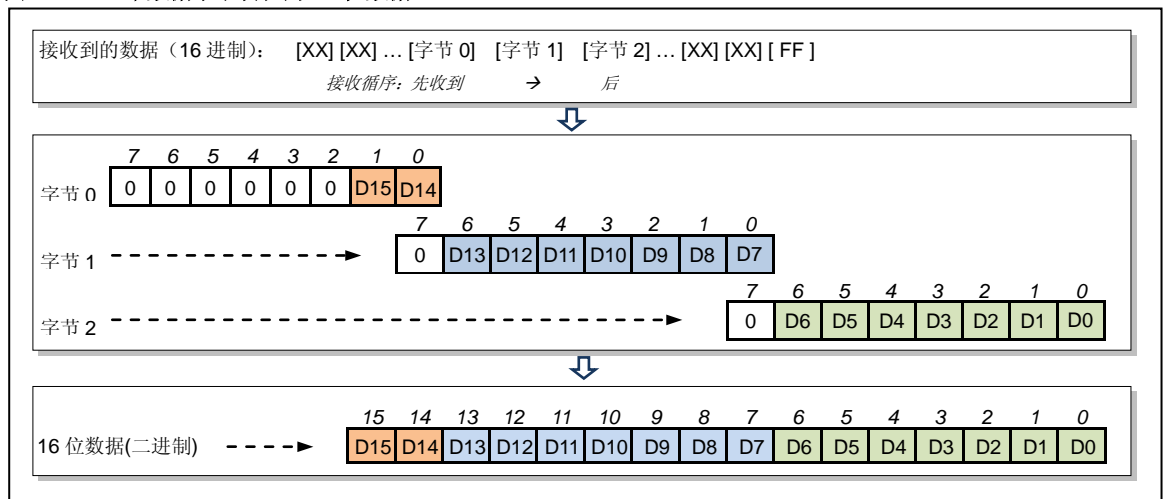 接收到的数据（16 进制）： [XX] [XX] … [字节 0] [字节 1] [字节 2] … [XX] [XX] [ FF ]
接收循序：先收到 → 后
7 6 5 4 3 2 1 0
字节 0 0 0 0 0 0 0 D15 D14
7 6 5 4 3 2 1 0
字节 1 0 D13 D12 D11 D10 D9 D8 D7
7 6 5 4 3 2 1 0
字节 2 0 D6 D5 D4 D3 D2 D1 D0
15 14 13 12 11 10 9 8 7 6 5 4 3 2 1 0
16 位数据(二进制) D15 D14 D13 D12 D11 D10 D9 D8 D7 D6 D5 D4 D3 D2 D1 D0